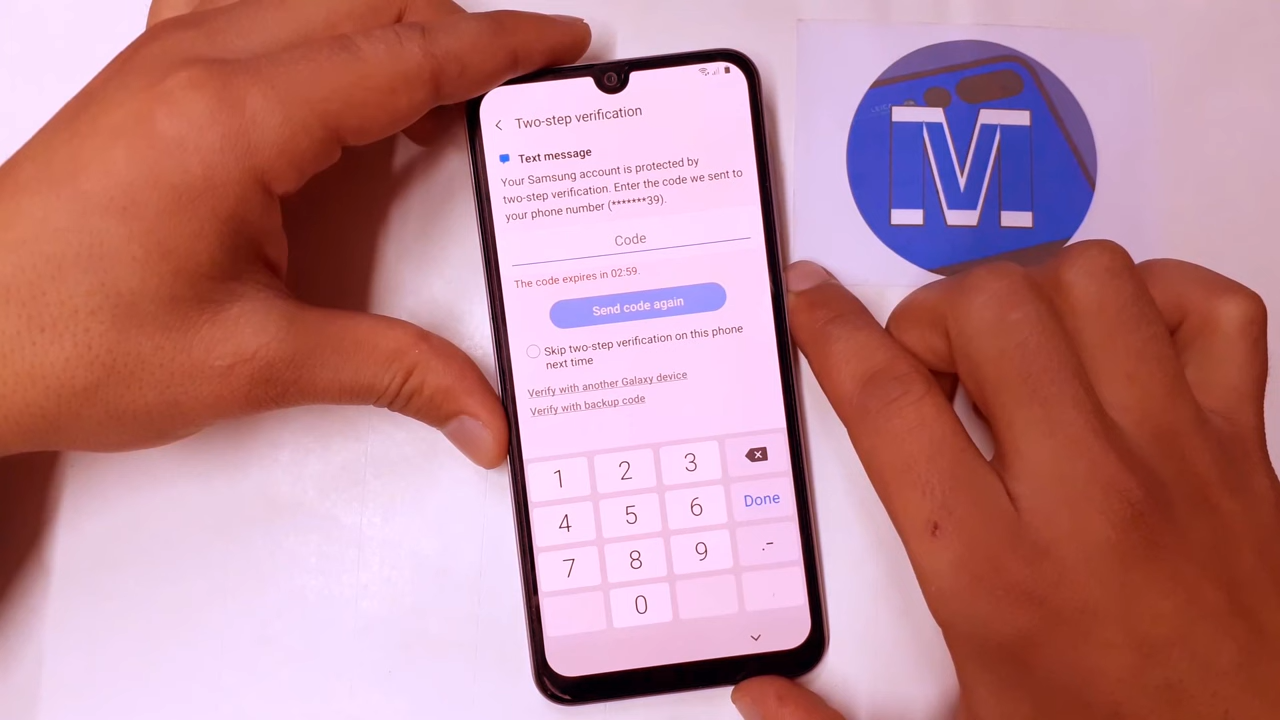 Two-step verification
Text message
Your Samsung account is protected by
two-step verification. Enter the code we sent to
your phone number (*******39).
Code
The code expires in 02:59.
Send code again
Skip two-step verification on this phone
next time
Verify with another Galaxy device
Verify with backup code
1 2 3
4 5 6 Done
7 8 9 .-
0 ,
M